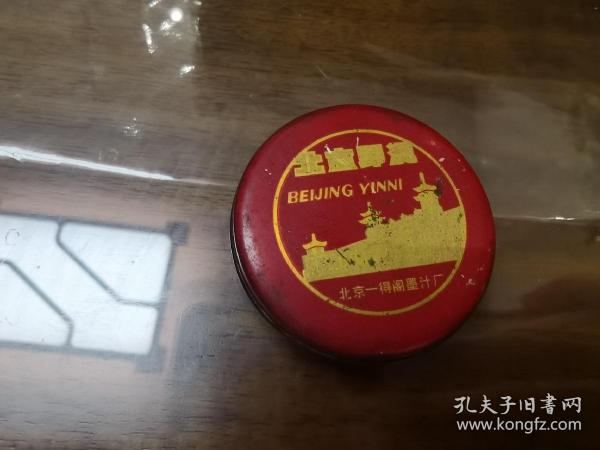 北京印泥
BEIJING YINNI
北京一得阁墨汁厂
孔夫子旧书网
www.kongfz.com